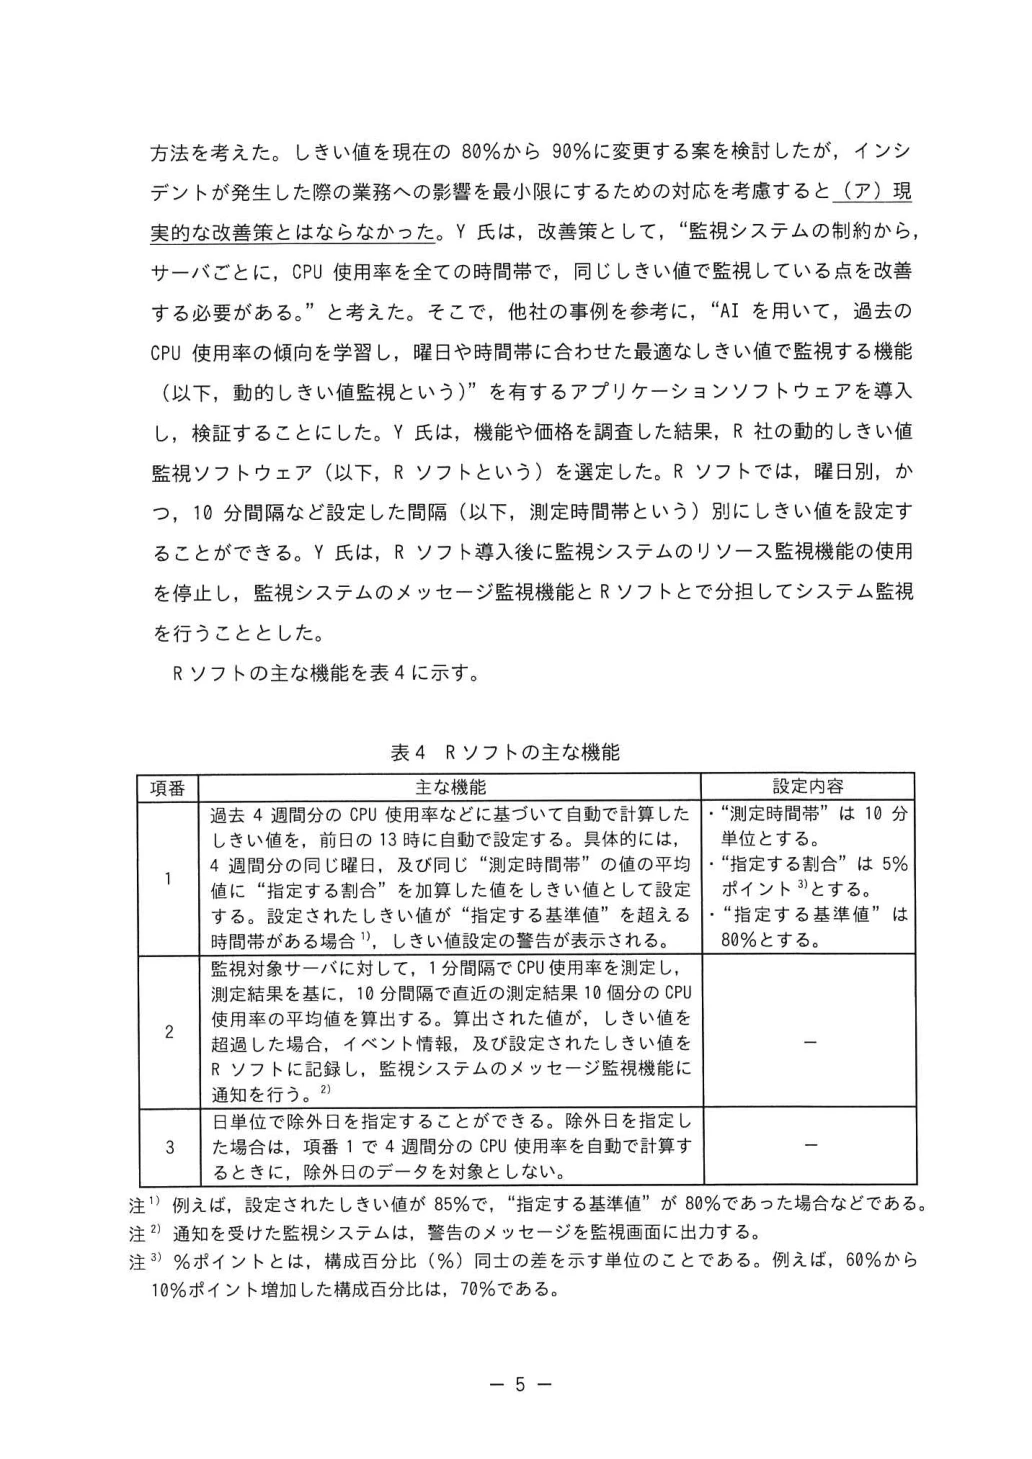 方法を考えた。しきい値を現在の 80%から 90%に変更する案を検討したが，インシ
デントが発生した際の業務への影響を最小限にするための対応を考慮すると（ア）現
実的な改善策とはならなかった。Y 氏は，改善策として，“監視システムの制約から，
サーバごとに，CPU 使用率を全ての時間帯で，同じしきい値で監視している点を改善
する必要がある。”と考えた。そこで，他社の事例を参考に，“AI を用いて，過去の
CPU 使用率の傾向を学習し，曜日や時間帯に合わせた最適なしきい値で監視する機能
（以下，動的しきい値監視という）”を有するアプリケーションソフトウェアを導入
し，検証することにした。Y 氏は，機能や価格を調査した結果，R 社の動的しきい値
監視ソフトウェア（以下，R ソフトという）を選定した。R ソフトでは，曜日別，か
つ，10 分間隔など設定した間隔（以下，測定時間帯という）別にしきい値を設定す
ることができる。Y 氏は，R ソフト導入後に監視システムのリソース監視機能の使用
を停止し，監視システムのメッセージ監視機能と R ソフトとで分担してシステム監視
を行うこととした。
R ソフトの主な機能を表 4 に示す。
表 4 R ソフトの主な機能
項番 主な機能 設定内容
1
過去 4 週間分の CPU 使用率などに基づいて自動で計算した
しきい値を，前日の 13 時に自動で設定する。具体的には，
4 週間分の同じ曜日，及び同じ“測定時間帯”の値の平均
値に“指定する割合”を加算した値をしきい値として設定
する。設定されたしきい値が“指定する基準値”を超える
時間帯がある場合 1)，しきい値設定の警告が表示される。
・“測定時間帯”は 10 分
単位とする。
・“指定する割合”は 5%
ポイント 3)とする。
・“指定する基準値”は
80%とする。
2
監視対象サーバに対して，1 分間隔で CPU 使用率を測定し，
測定結果を基に，10 分間隔で直近の測定結果 10 個分の CPU
使用率の平均値を算出する。算出された値が，しきい値を
超過した場合，イベント情報，及び設定されたしきい値を
R ソフトに記録し，監視システムのメッセージ監視機能に
通知を行う。2)
－
3
日単位で除外日を指定することができる。除外日を指定し
た場合は，項番 1 で 4 週間分の CPU 使用率を自動で計算す
るときに，除外日のデータを対象としない。
－
注 1) 例えば，設定されたしきい値が 85%で，“指定する基準値”が 80%であった場合などである。
注 2) 通知を受けた監視システムは，警告のメッセージを監視画面に出力する。
注 3) %ポイントとは，構成百分比（%）同士の差を示す単位のことである。例えば，60%から
10%ポイント増加した構成百分比は，70%である。
－ 5 －